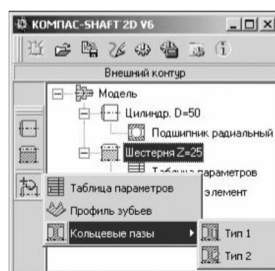 КОМПАС-SHAFT 2D V6
Внешний контур
Модель
Цилиндр. D=50
Подшипник радиальный
Шестерня Z=25
Таблица параметров
элемент
Таблица параметров
Профиль зубьев
Кольцевые пазы
Тип 1
Тип 2